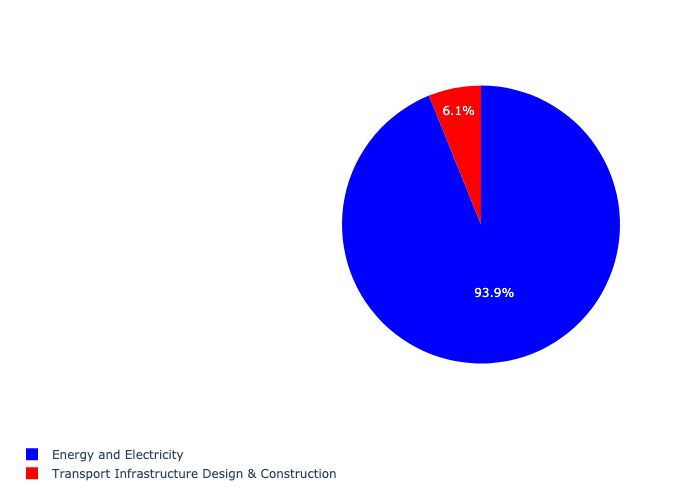 6.1%
93.9%
Energy and Electricity
Transport Infrastructure Design & Construction